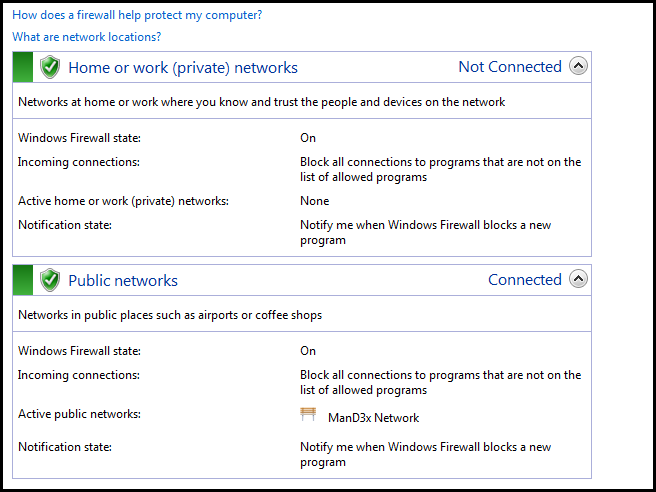 How does a firewall help protect my computer?
What are network locations?
Home or work (private) networks Not Connected
Networks at home or work where you know and trust the people and devices on the network
Windows Firewall state: On
Incoming connections: Block all connections to programs that are not on the
list of allowed programs
Active home or work (private) networks: None
Notification state: Notify me when Windows Firewall blocks a new
program
Public networks Connected
Networks in public places such as airports or coffee shops
Windows Firewall state: On
Incoming connections: Block all connections to programs that are not on the
list of allowed programs
Active public networks: ManD3x Network
Notification state: Notify me when Windows Firewall blocks a new
program